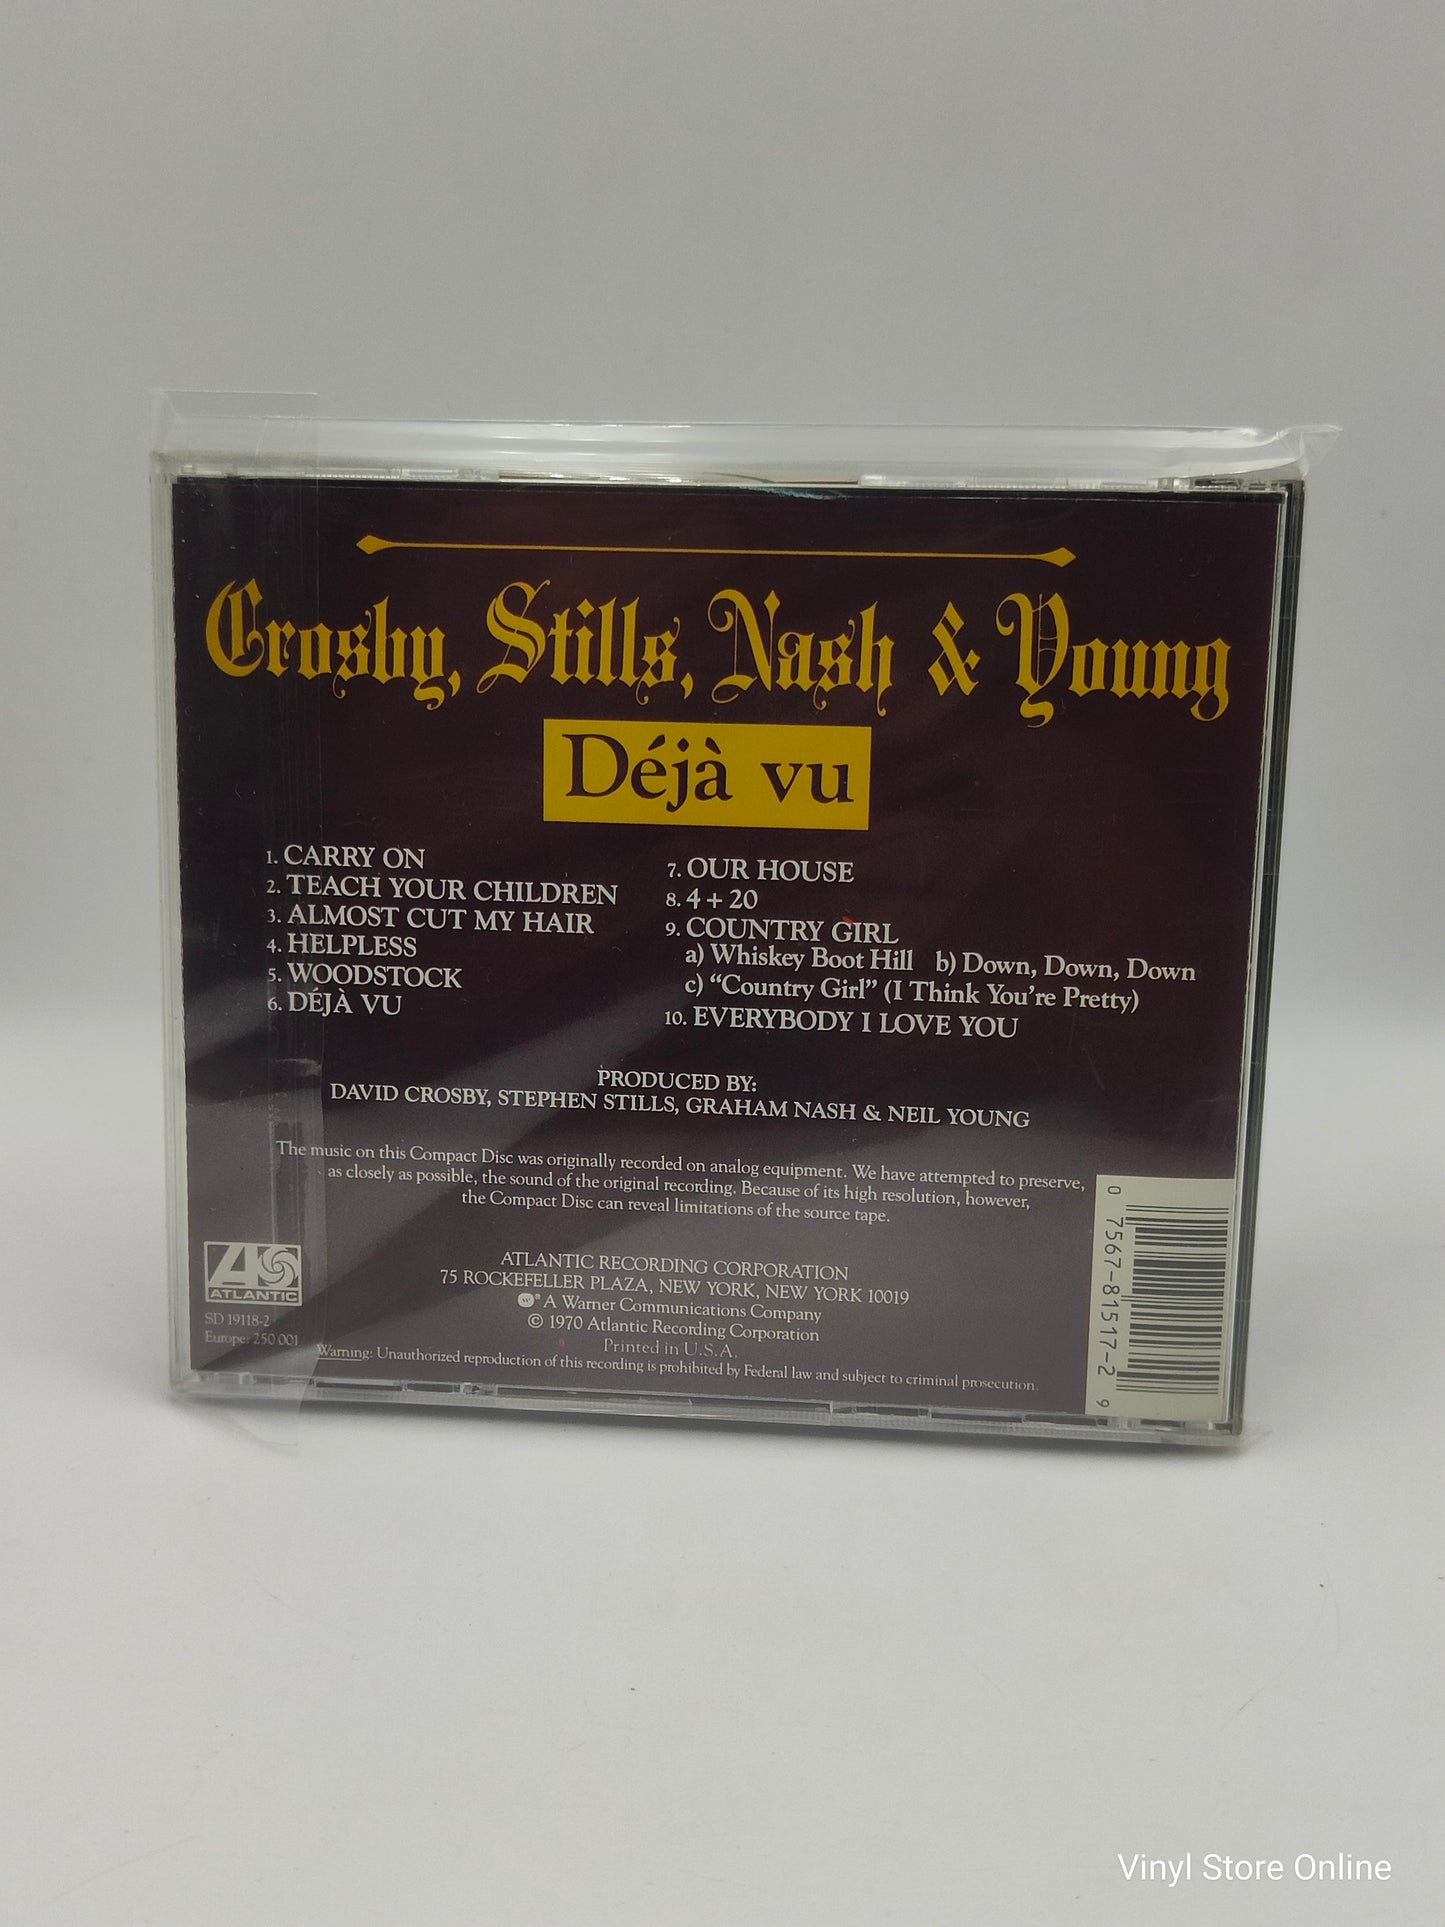 Crosby, Stills, Nash & Young
Déjà vu
1. CARRY ON
2. TEACH YOUR CHILDREN
3. ALMOST CUT MY HAIR
4. HELPLESS
5. WOODSTOCK
6. DÉJÀ VU
7. OUR HOUSE
8. 4 + 20
9. COUNTRY GIRL
a) Whiskey Boot Hill b) Down, Down, Down
c) “Country Girl” (I Think You're Pretty)
10. EVERYBODY I LOVE YOU
PRODUCED BY:
DAVID CROSBY, STEPHEN STILLS, GRAHAM NASH & NEIL YOUNG
The music on this Compact Disc was originally recorded on analog equipment. We have attempted to preserve,
as closely as possible, the sound of the original recording. Because of its high resolution, however,
the Compact Disc can reveal limitations of the source tape.
ATLANTIC
SD 19118-2
Europe: 250 001
ATLANTIC RECORDING CORPORATION
75 ROCKEFELLER PLAZA, NEW YORK, NEW YORK 10019
A Warner Communications Company
© 1970 Atlantic Recording Corporation
Printed in U.S.A.
Warning: Unauthorized reproduction of this recording is prohibited by Federal law and subject to criminal prosecution.
0 7567-81517-2 9
Vinyl Store Online